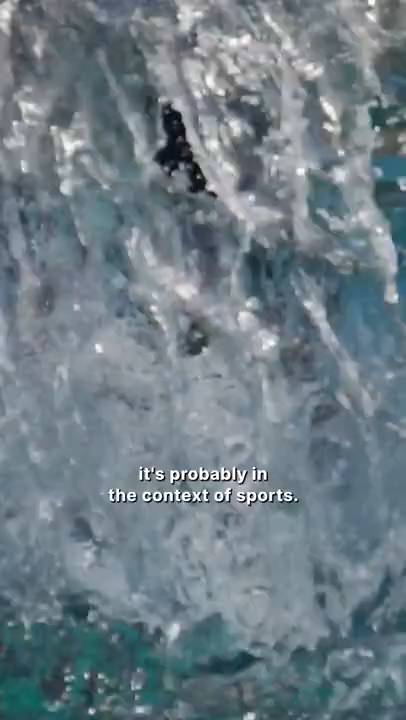 it's probably in
the context of sports.